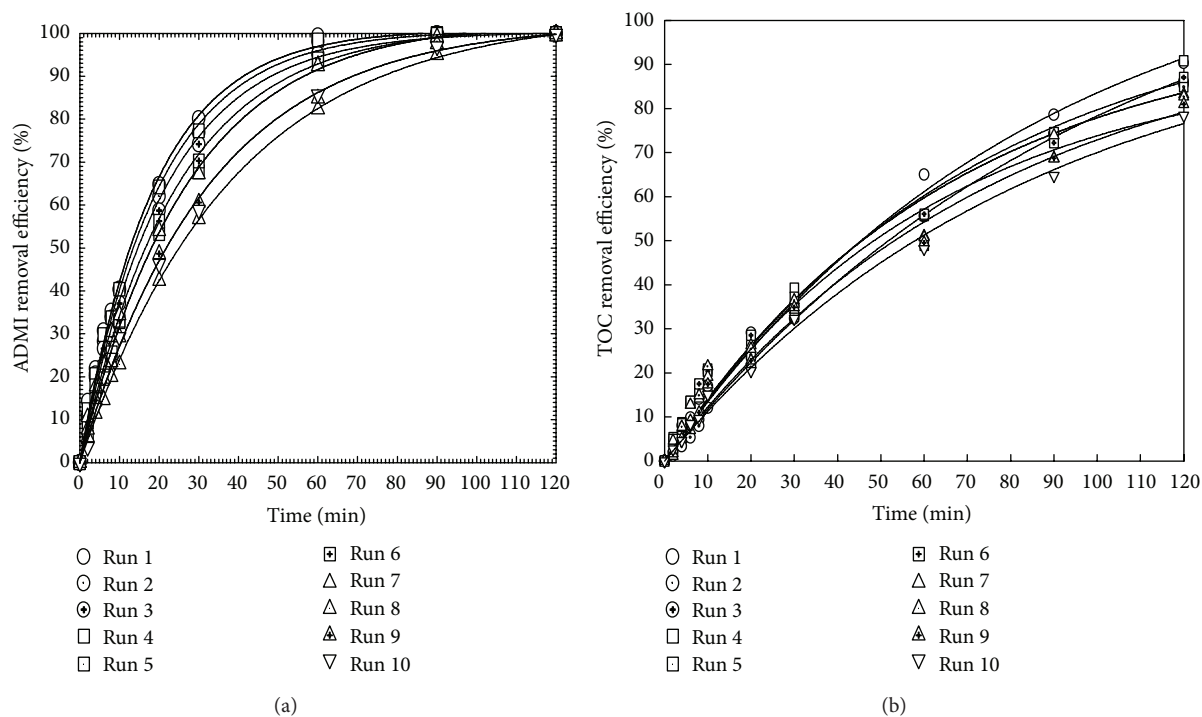 100
90
80
70
60
50
40
30
20
10
0
ADMI removal efficiency (%)
0 10 20 30 40 50 60 70 80 90 100 110 120
Time (min)
Run 1
Run 2
Run 3
Run 4
Run 5
Run 6
Run 7
Run 8
Run 9
Run 10
(a)
100
90
80
70
60
50
40
30
20
10
0
TOC removal efficiency (%)
0 10 20 30 40 50 60 70 80 90 100 110 120
Time (min)
Run 1
Run 2
Run 3
Run 4
Run 5
Run 6
Run 7
Run 8
Run 9
Run 10
(b)